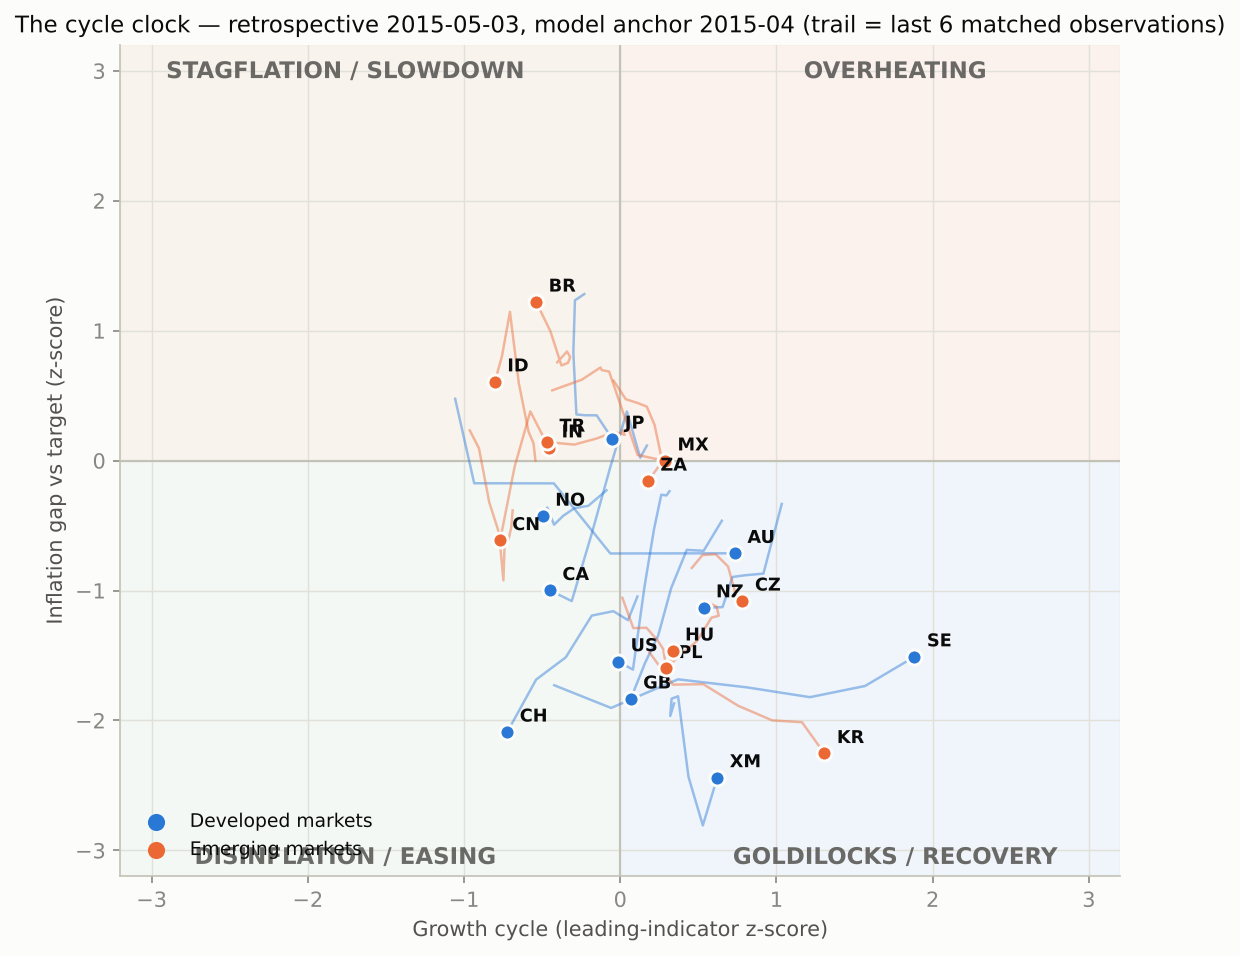 The cycle clock — retrospective 2015-05-03, model anchor 2015-04 (trail = last 6 matched observations)
STAGFLATION / SLOWDOWN
OVERHEATING
3
2
1
0
−1
−2
−3
Inflation gap vs target (z-score)
BR
ID
TR
IN
JP
MX
ZA
NO
CN
AU
CA
CZ
NZ
HU
US
PL
SE
GB
CH
KR
XM
Developed markets
Emerging markets
DISINFLATION / EASING
GOLDILOCKS / RECOVERY
−3
−2
−1
0
1
2
3
Growth cycle (leading-indicator z-score)